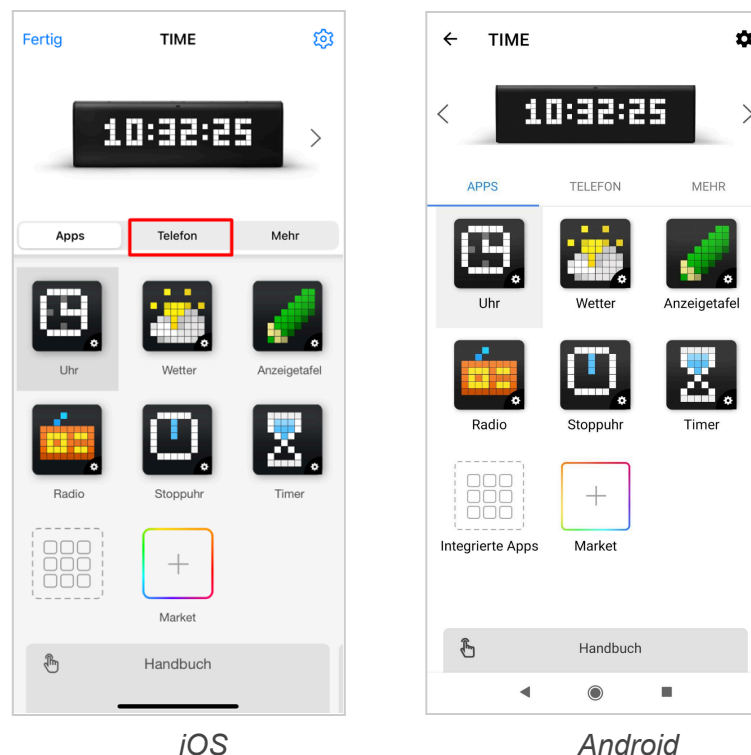 Fertig TIME
10:32:25
Apps Telefon Mehr
Uhr Wetter Anzeigetafel
Radio Stoppuhr Timer
Market
Handbuch
iOS
TIME
10:32:25
APPS TELEFON MEHR
Uhr Wetter Anzeigetafel
Radio Stoppuhr Timer
Integrierte Apps Market
Handbuch
Android